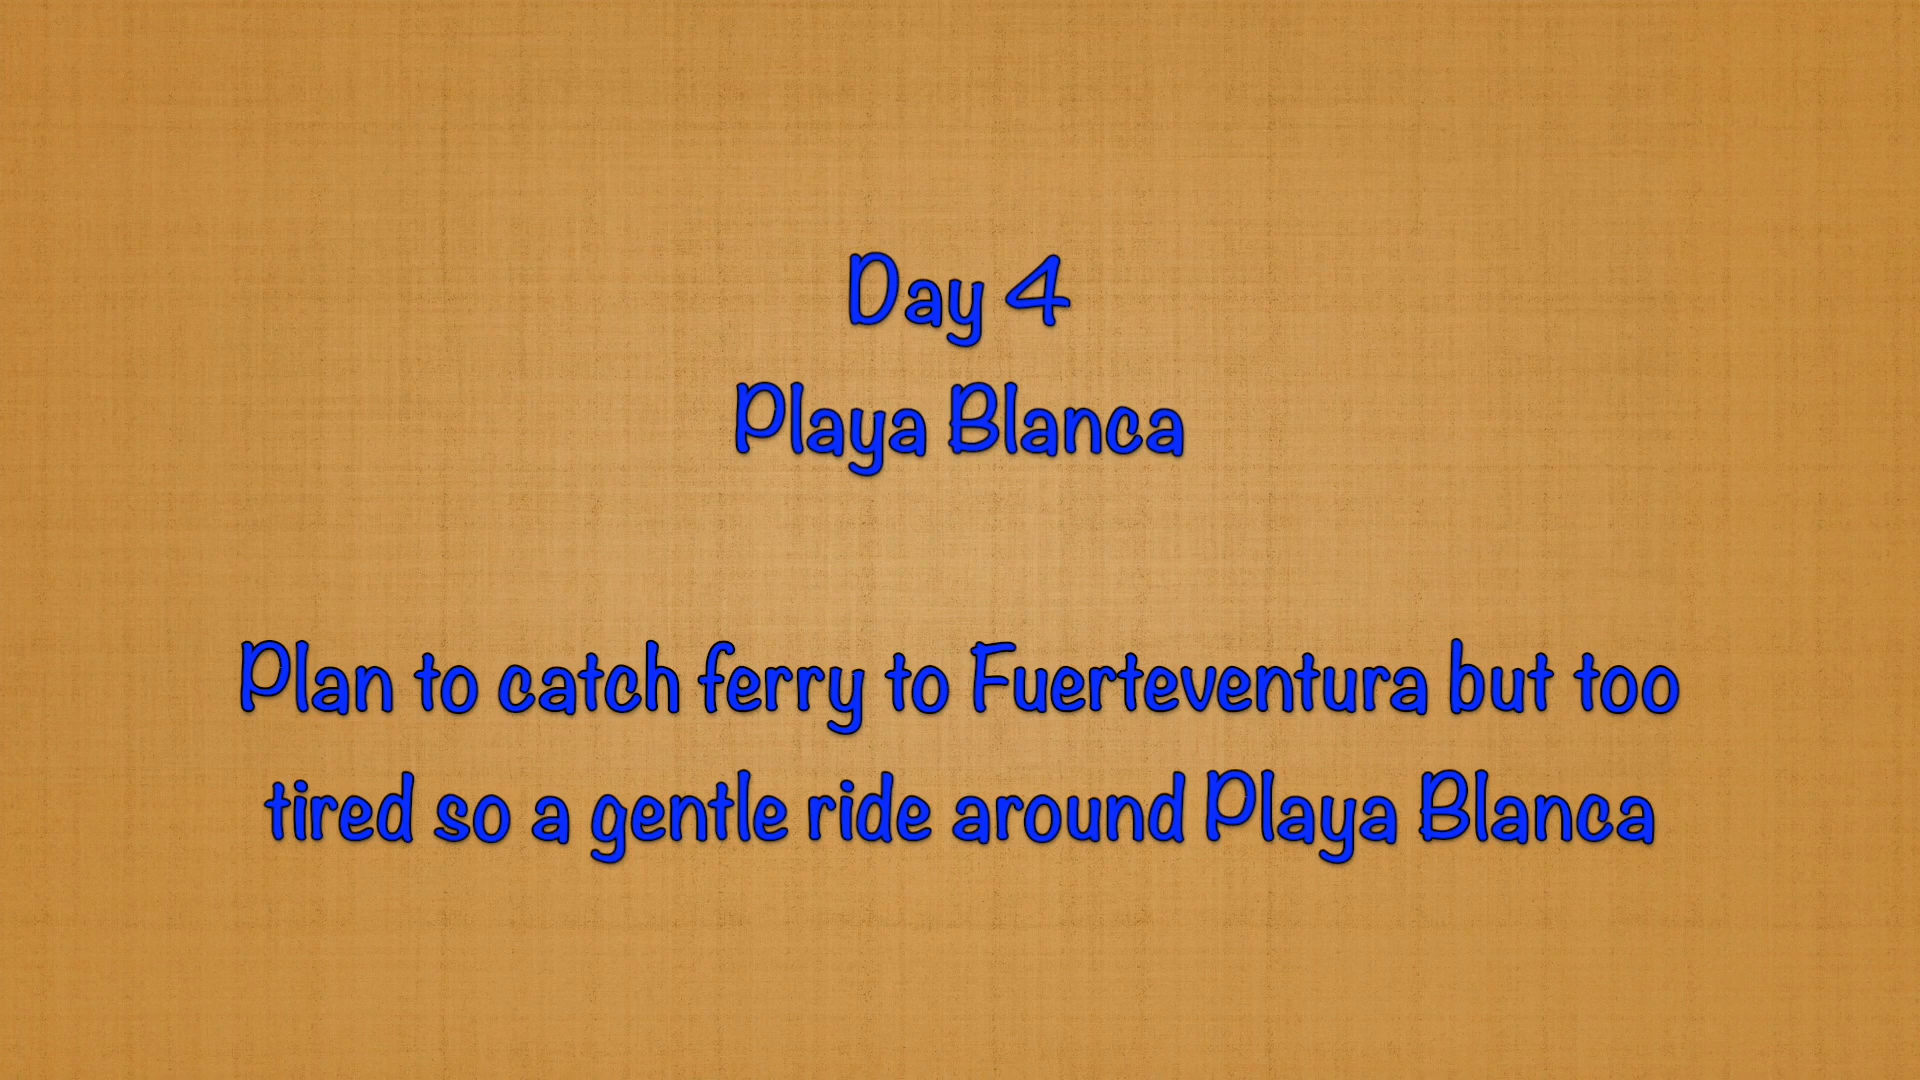 Day 4
Playa Blanca
Plan to catch ferry to Fuerteventura but too
tired so a gentle ride around Playa Blanca